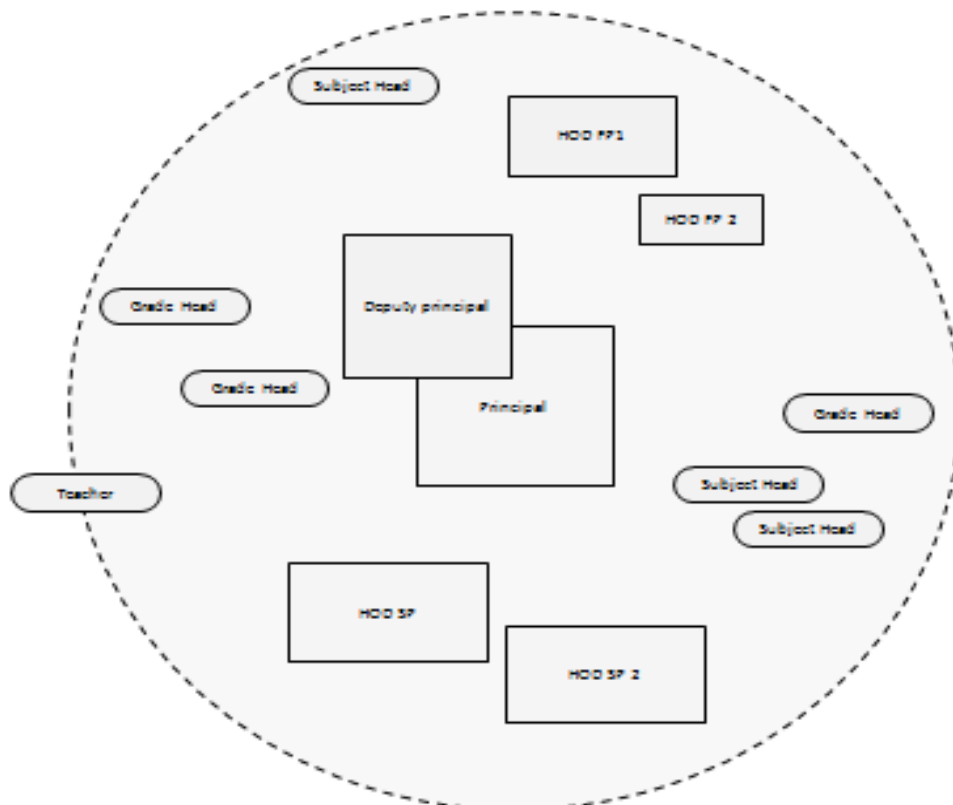 Subject Head
HOD FP1
HOD FP 2
Deputy principal
Grade Head
Grade Head
Principal
Grade Head
Subject Head
Teacher
Subject Head
HOD SP
HOD SP 2